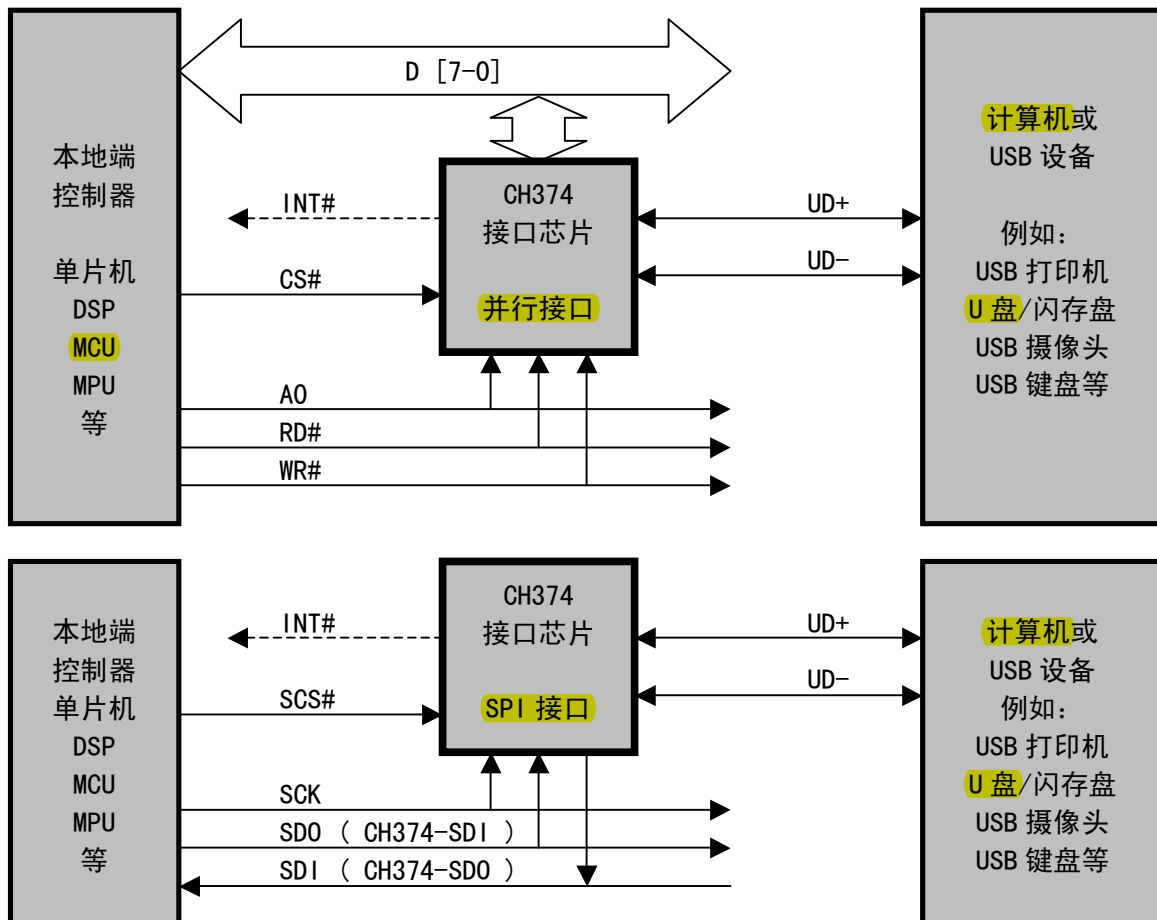 D [7-0]
本地端
控制器
单片机
DSP
MCU
MPU
等
INT#
CS#
A0
RD#
WR#
CH374
接口芯片
并行接口
UD+
UD-
计算机或
USB 设备
例如：
USB 打印机
U 盘/闪存盘
USB 摄像头
USB 键盘等
本地端
控制器
单片机
DSP
MCU
MPU
等
INT#
SCS#
SCK
SDO ( CH374-SDI )
SDI ( CH374-SDO )
CH374
接口芯片
SPI 接口
UD+
UD-
计算机或
USB 设备
例如：
USB 打印机
U 盘/闪存盘
USB 摄像头
USB 键盘等